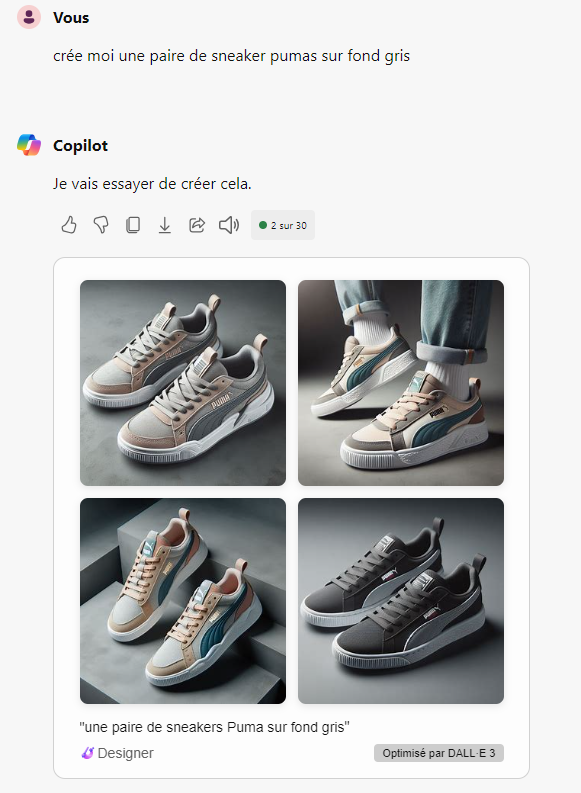 Vous
crée moi une paire de sneaker pumas sur fond gris
Copilot
Je vais essayer de créer cela.
2 sur 30
"une paire de sneakers Puma sur fond gris"
Designer
Optimisé par DALL·E 3